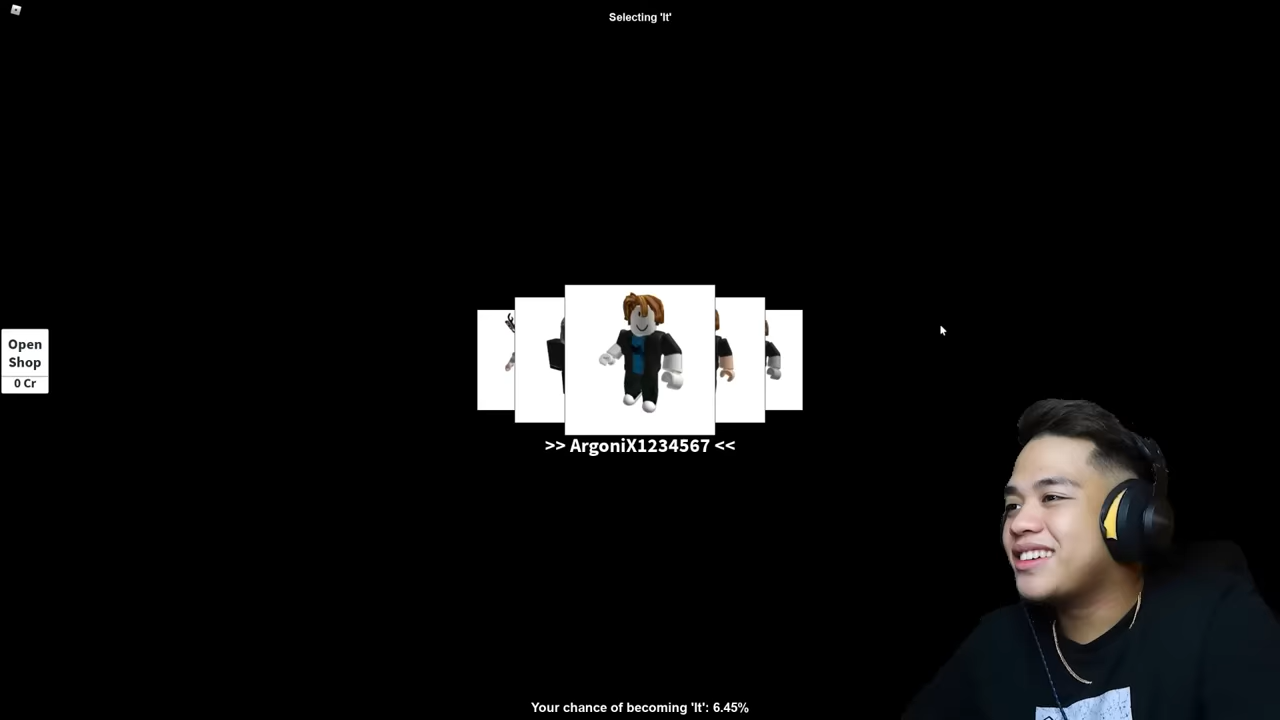 Selecting 'It'
Open
Shop
0 Cr
>> ArgoniX1234567 <<
Your chance of becoming 'It': 6.45%